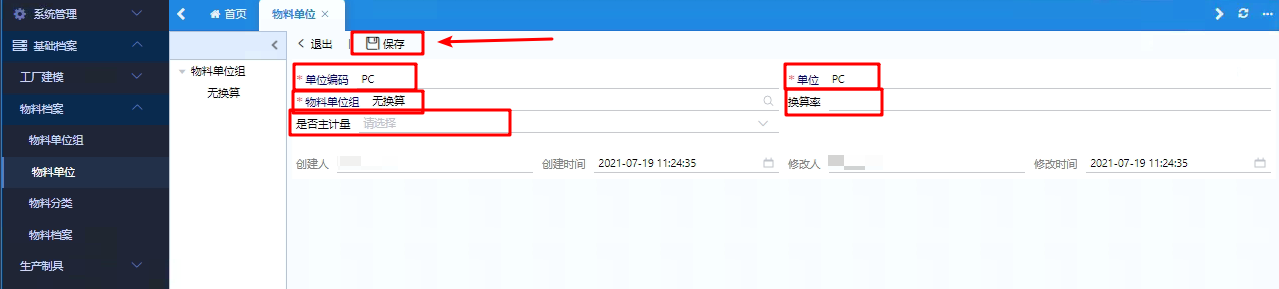 系统管理
首页
物料单位
基础档案
退出
保存
工厂建模
物料单位组
单位编码 PC
* 单位 PC
物料档案
无换算
* 物料单位组 无换算
换算率
是否主计量 请选择
物料单位组
创建人
创建时间 2021-07-19 11:24:35
修改人
修改时间 2021-07-19 11:24:35
物料单位
物料分类
物料档案
生产制具